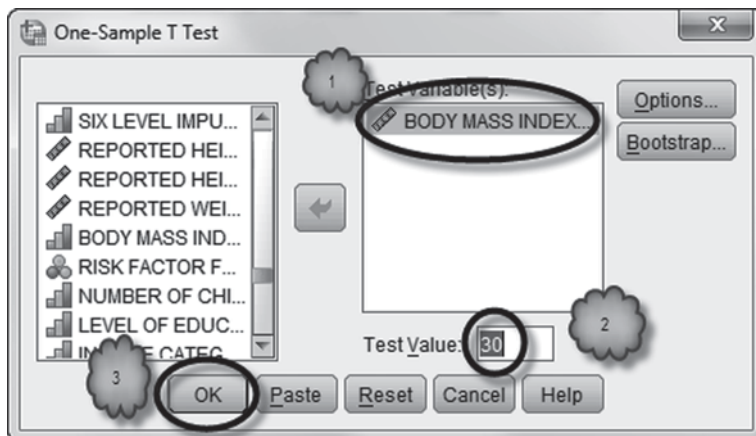 One-Sample T Test
x
1
Test Variable(s):
BODY MASS INDEX...
SIX LEVEL IMPU...
REPORTED HEI...
REPORTED HEI...
REPORTED WEI...
BODY MASS IND...
RISK FACTOR F...
NUMBER OF CHI...
LEVEL OF EDUC...
CATEG
Options...
Bootstrap...
Test Value: 30
2
3
OK
Paste
Reset
Cancel
Help